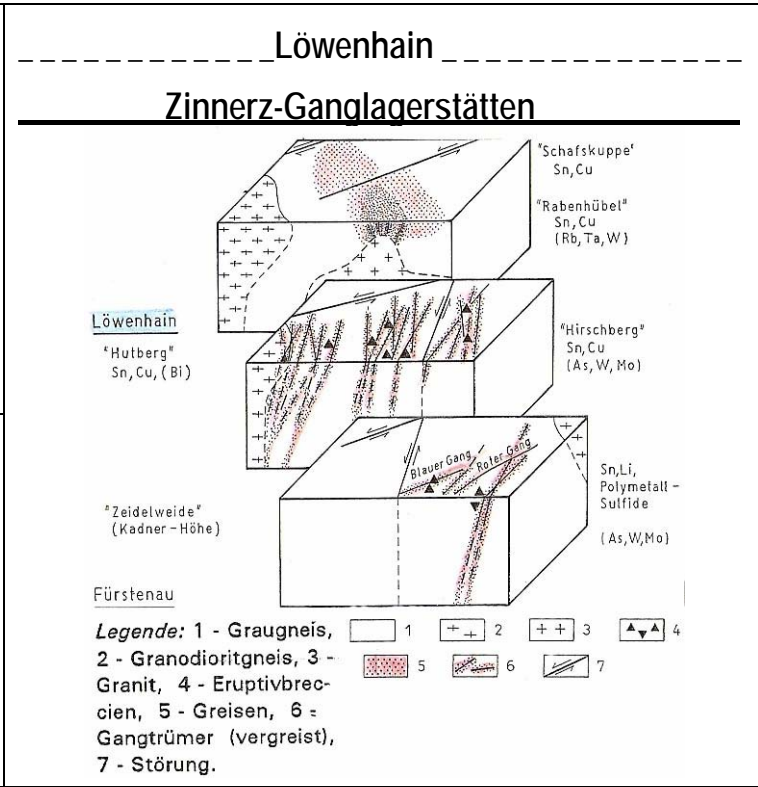 Löwenhain
Zinnerz-Ganglagerstätten
"Schafskuppe"
Sn,Cu
"Rabenhübel"
Sn,Cu
(Rb,Ta,W)
Löwenhain
"Hutberg"
Sn,Cu,(Bi)
"Hirschberg"
Sn,Cu
(As,W,Mo)
Blauer Gang
Roter Gang
"Zeidelweide"
(Kadner-Höhe)
Sn,Li,
Polymetall-
Sulfide
(As,W,Mo)
Fürstenau
Legende: 1 - Graugneis,
2 - Granodioritgneis, 3 -
Granit, 4 - Eruptivbrec-
cien, 5 - Greisen, 6 =
Gangtrümer (vergreist),
7 - Störung.
1 2 3 4
5 6 7